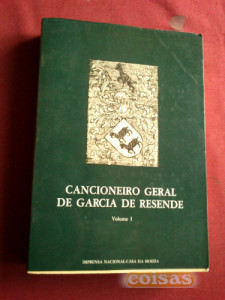 CANCIONEIRO GERAL
DE GARCIA DE RESENDE
Volume I
IMPRENSA NACIONAL-CASA DA MOEDA
coisas